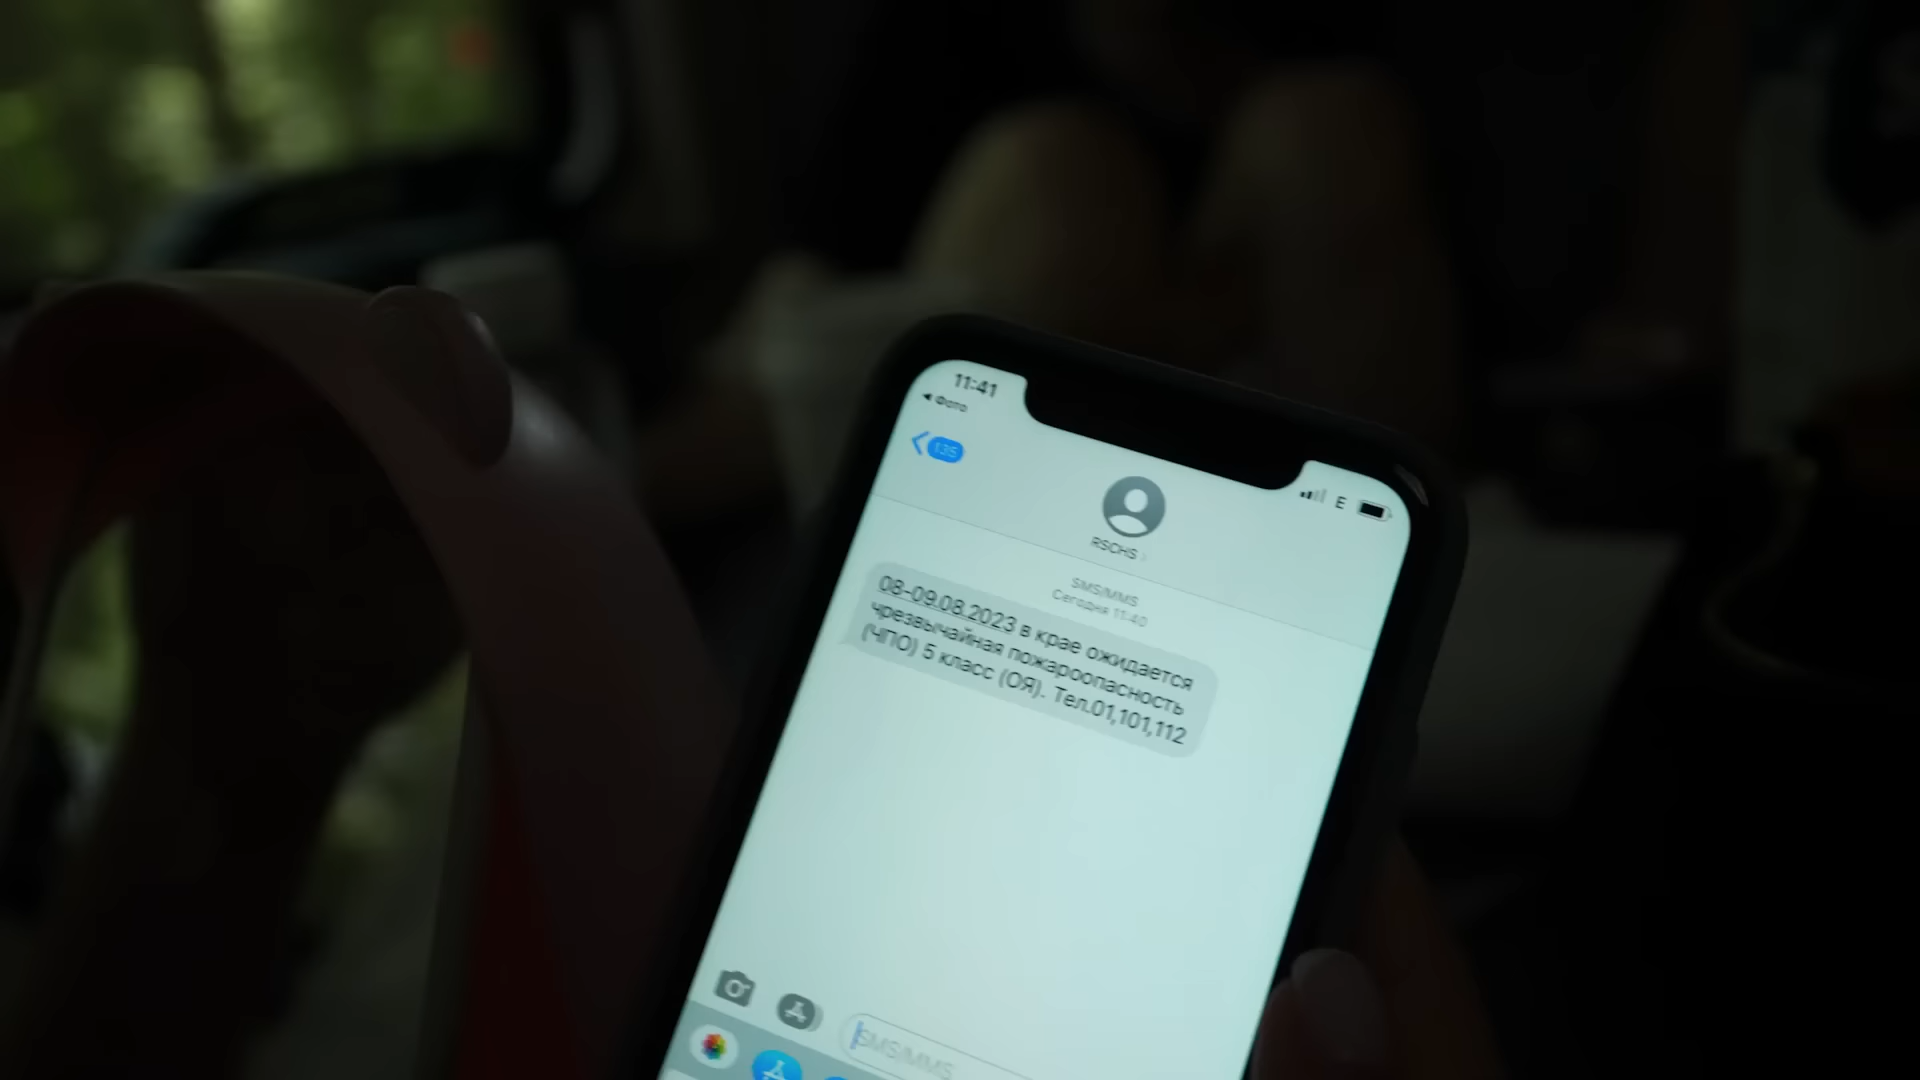 11:41
◀ Фото
135
E
RSCHS
SMS/MMS
Сегодня 11:40
08-09.08.2023 в крае ожидается
чрезвычайная пожароопасность
(ЧПО) 5 класс (ОЯ). Тел.01,101,112
SMS/MMS